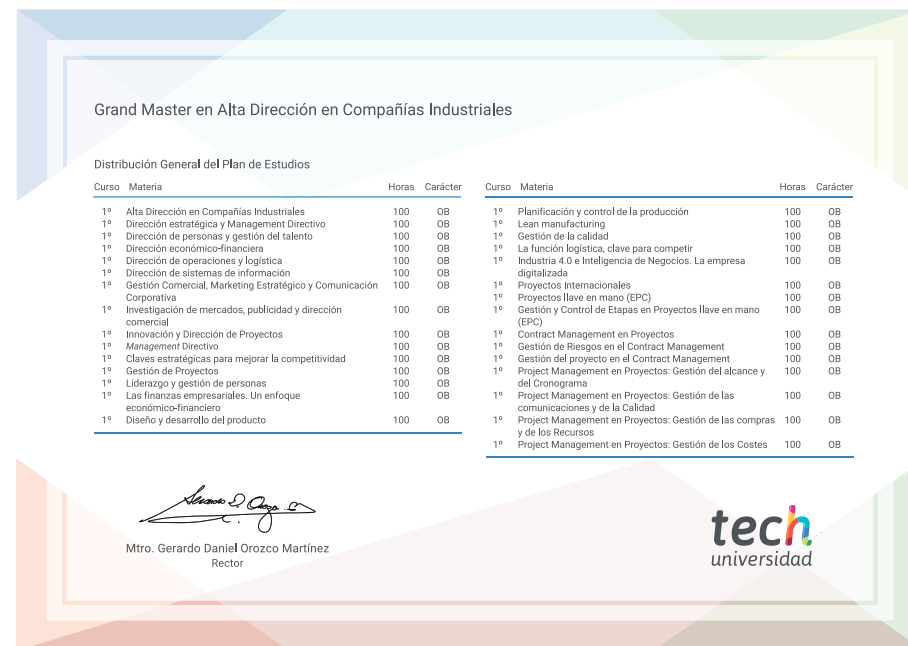 Grand Master en Alta Dirección en Compañías Industriales
Distribución General del Plan de Estudios
Curso Materia Horas Carácter
1º Alta Dirección en Compañías Industriales 100 OB
1º Dirección estratégica y Management Directivo 100 OB
1º Dirección de personas y gestión del talento 100 OB
1º Dirección económico-financiera 100 OB
1º Dirección de operaciones y logística 100 OB
1º Dirección de sistemas de información 100 OB
1º Gestión Comercial, Marketing Estratégico y Comunicación 100 OB
Corporativa
1º Investigación de mercados, publicidad y dirección 100 OB
comercial
1º Innovación y Dirección de Proyectos 100 OB
1º Management Directivo 100 OB
1º Claves estratégicas para mejorar la competitividad 100 OB
1º Gestión de Proyectos 100 OB
1º Liderazgo y gestión de personas 100 OB
1º Las finanzas empresariales. Un enfoque 100 OB
económico-financiero
1º Diseño y desarrollo del producto 100 OB
Curso Materia Horas Carácter
1º Planificación y control de la producción 100 OB
1º Lean manufacturing 100 OB
1º Gestión de la calidad 100 OB
1º La función logística, clave para competir 100 OB
1º Industria 4.0 e Inteligencia de Negocios. La empresa 100 OB
digitalizada
1º Proyectos Internacionales 100 OB
1º Proyectos llave en mano (EPC) 100 OB
1º Gestión y Control de Etapas en Proyectos llave en mano 100 OB
(EPC)
1º Contract Management en Proyectos 100 OB
1º Gestión de Riesgos en el Contract Management 100 OB
1º Gestión del proyecto en el Contract Management 100 OB
1º Project Management en Proyectos: Gestión del alcance y 100 OB
del Cronograma
1º Project Management en Proyectos: Gestión de las 100 OB
comunicaciones y de la Calidad
1º Project Management en Proyectos: Gestión de las compras 100 OB
y de los Recursos
1º Project Management en Proyectos: Gestión de los Costes 100 OB
Mtro. Gerardo Daniel Orozco Martínez
Rector
tech
universidad